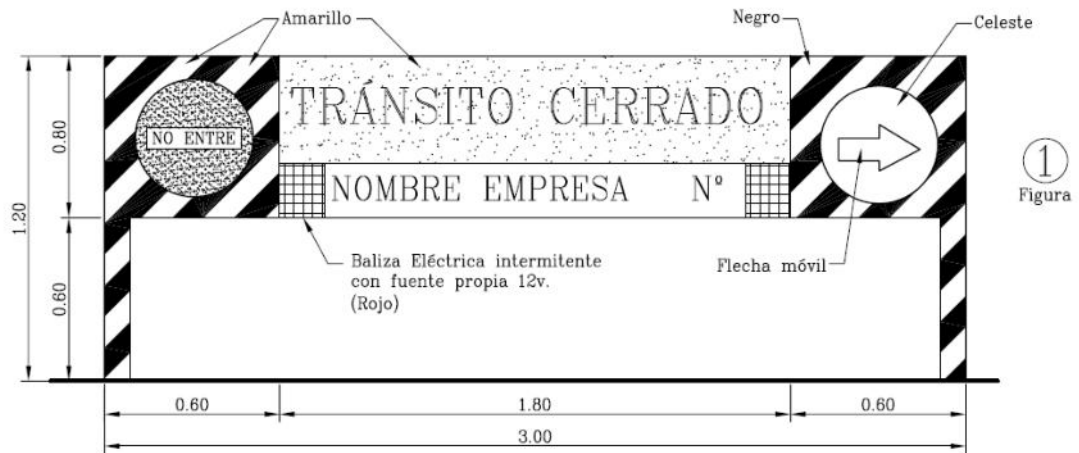 Amarillo
Negro
Celeste
TRÁNSITO CERRADO
NO ENTRE
NOMBRE EMPRESA Nº
1
Figura
Baliza Eléctrica intermitente
con fuente propia 12v.
(Rojo)
Flecha móvil
0.80
1.20
0.60
0.60
1.80
0.60
3.00